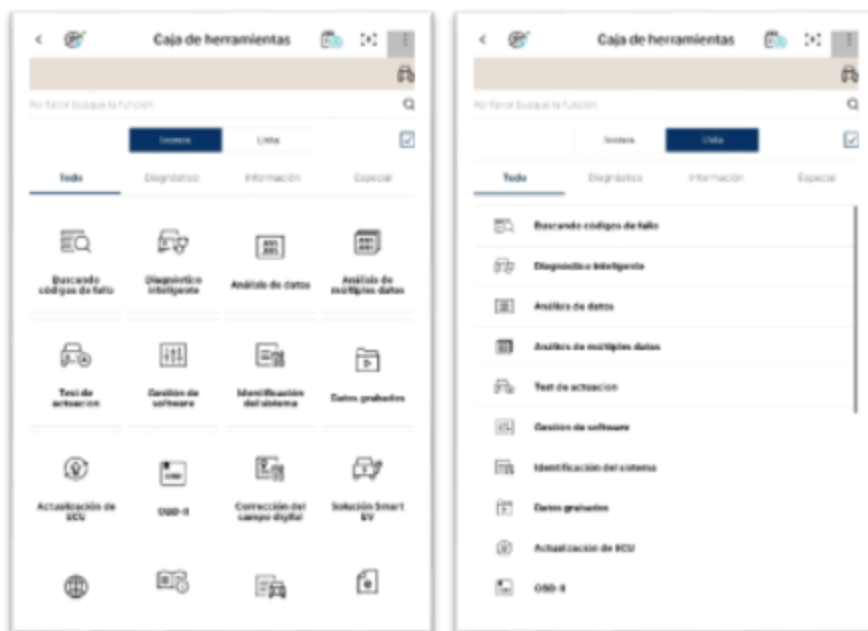 Caja de herramientas
Por favor busque la función
Iconos Lista
Todo Diagnóstico Información Especial
Buscando códigos de fallo
Diagnóstico Inteligente
Análisis de datos
Análisis de múltiples datos
Test de actuacion
Gestión de software
Identificación del sistema
Datos grabados
Actualización de ECU
OBD-II
Corrección del campo digital
Solución Smart EV
Caja de herramientas
Por favor busque la función
Iconos Lista
Todo Diagnóstico Información Especial
Buscando códigos de fallo
Diagnóstico Inteligente
Análisis de datos
Análisis de múltiples datos
Test de actuacion
Gestión de software
Identificación del sistema
Datos grabados
Actualización de ECU
OBD-II